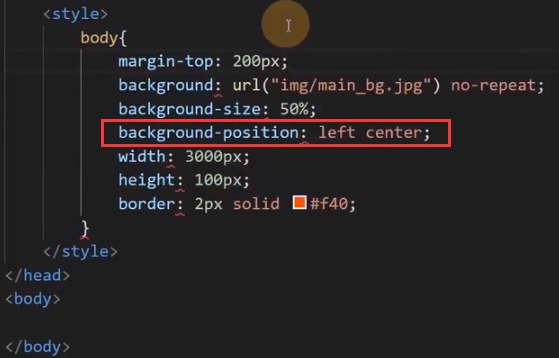 <style>
body{
margin-top: 200px;
background: url("img/main_bg.jpg") no-repeat;
background-size: 50%;
background-position: left center;
width: 3000px;
height: 100px;
border: 2px solid #f40;
}
</style>
</head>
<body>
</body>